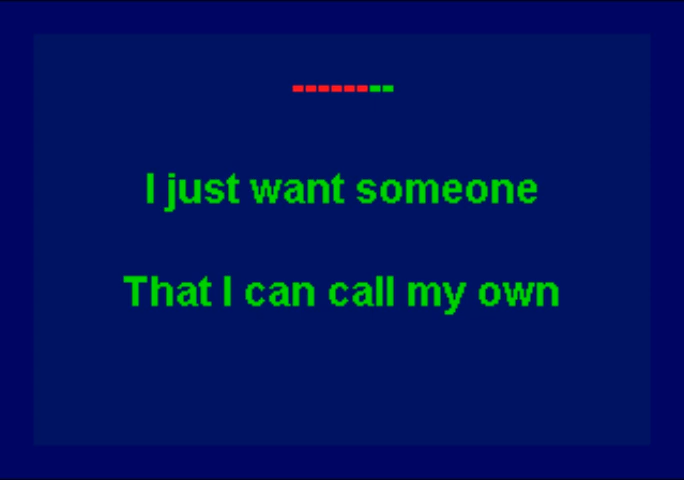 --------
I just want someone
That I can call my own